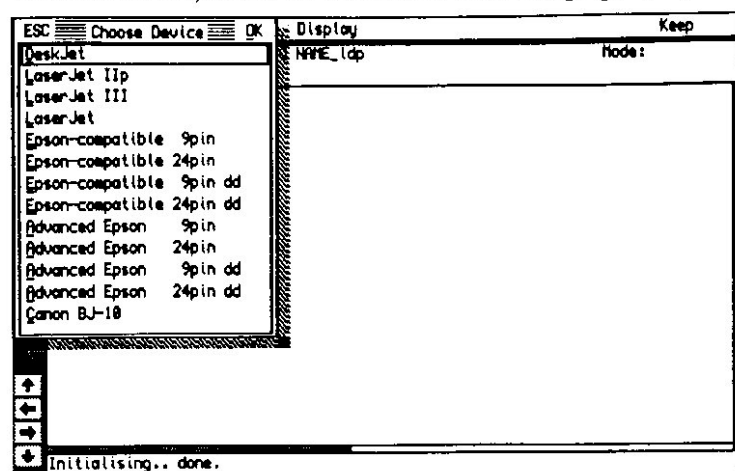 ESC Choose Device OK
DeskJet
LaserJet IIp
LaserJet III
LaserJet
Epson-compatible 9pin
Epson-compatible 24pin
Epson-compatible 9pin dd
Epson-compatible 24pin dd
Advanced Epson 9pin
Advanced Epson 24pin
Advanced Epson 9pin dd
Advanced Epson 24pin dd
Canon BJ-10
Display Keep
NAME_ldp Mode:
Initialising.. done.